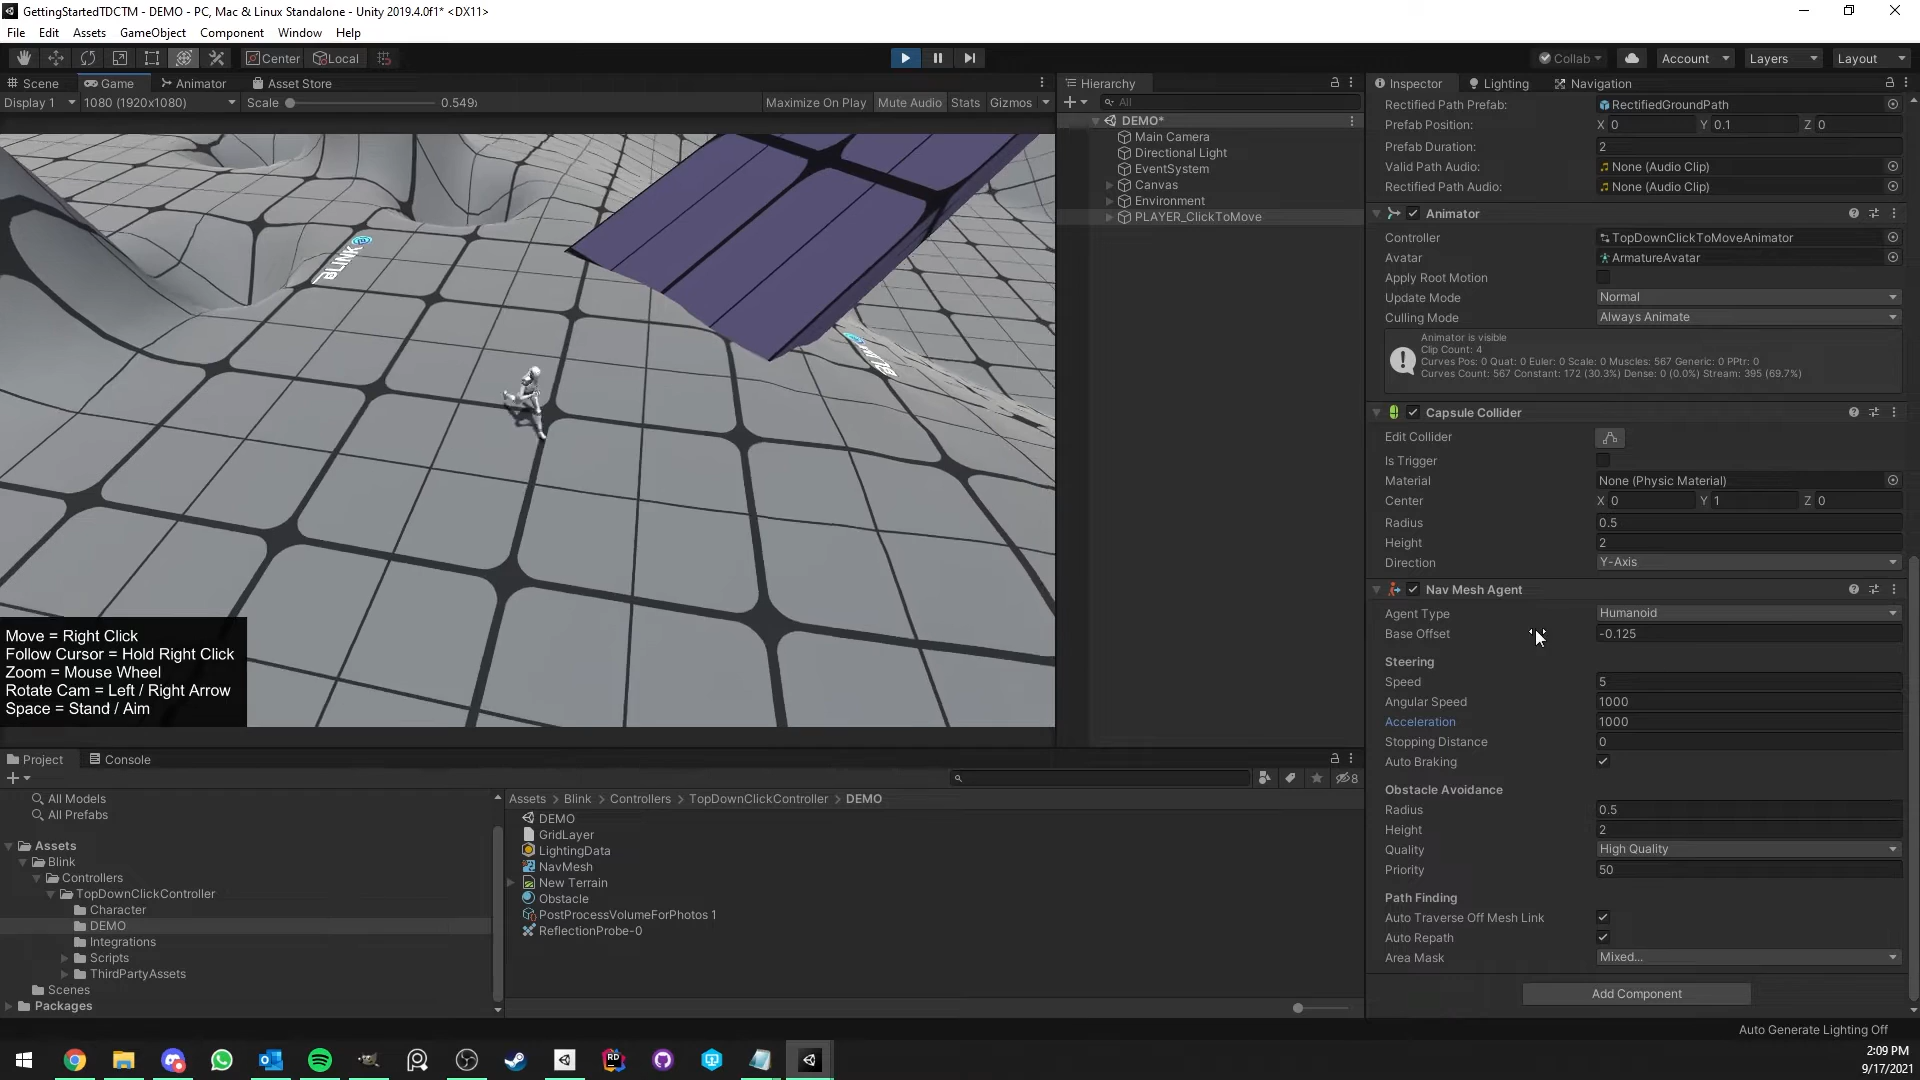 GettingStartedTDCTM - DEMO - PC, Mac & Linux Standalone - Unity 2019.4.0f1* <DX11>
File Edit Assets GameObject Component Window Help
Center Local Collab Account Layers Layout
Scene Game Animator Asset Store
Display 1 1080 (1920x1080) Scale 0.549 Maximize On Play Mute Audio Stats Gizmos
BLINK
Move = Right Click
Follow Cursor = Hold Right Click
Zoom = Mouse Wheel
Rotate Cam = Left / Right Arrow
Space = Stand / Aim
Hierarchy
All
DEMO*
Main Camera
Directional Light
EventSystem
Canvas
Environment
PLAYER_ClickToMove
Inspector Lighting Navigation
Rectified Path Prefab: RectifiedGroundPath
Prefab Position: X 0 Y 0.1 Z 0
Prefab Duration: 2
Valid Path Audio: None (Audio Clip)
Rectified Path Audio: None (Audio Clip)
Animator
Controller TopDownClickToMoveAnimator
Avatar ArmatureAvatar
Apply Root Motion
Update Mode Normal
Culling Mode Always Animate
Animator is visible
Clip Count: 4
Curves Pos: 0 Quat: 0 Euler: 0 Scale: 0 Muscles: 567 Generic: 0 PPtr: 0
Curves Count: 567 Constant: 172 (30.3%) Dense: 0 (0.0%) Stream: 395 (69.7%)
Capsule Collider
Edit Collider
Is Trigger
Material None (Physic Material)
Center X 0 Y 1 Z 0
Radius 0.5
Height 2
Direction Y-Axis
Nav Mesh Agent
Agent Type Humanoid
Base Offset -0.125
Steering
Speed 5
Angular Speed 1000
Acceleration 1000
Stopping Distance 0
Auto Braking
Obstacle Avoidance
Radius 0.5
Height 2
Quality High Quality
Priority 50
Path Finding
Auto Traverse Off Mesh Link
Auto Repath
Area Mask Mixed...
Add Component
Project Console
8
All Models
All Prefabs
Assets
Blink
Controllers
TopDownClickController
Character
DEMO
Integrations
Scripts
ThirdPartyAssets
Scenes
Packages
Assets > Blink > Controllers > TopDownClickController > DEMO
DEMO
GridLayer
LightingData
NavMesh
New Terrain
Obstacle
PostProcessVolumeForPhotos 1
ReflectionProbe-0
Auto Generate Lighting Off
RD
2:09 PM
9/17/2021